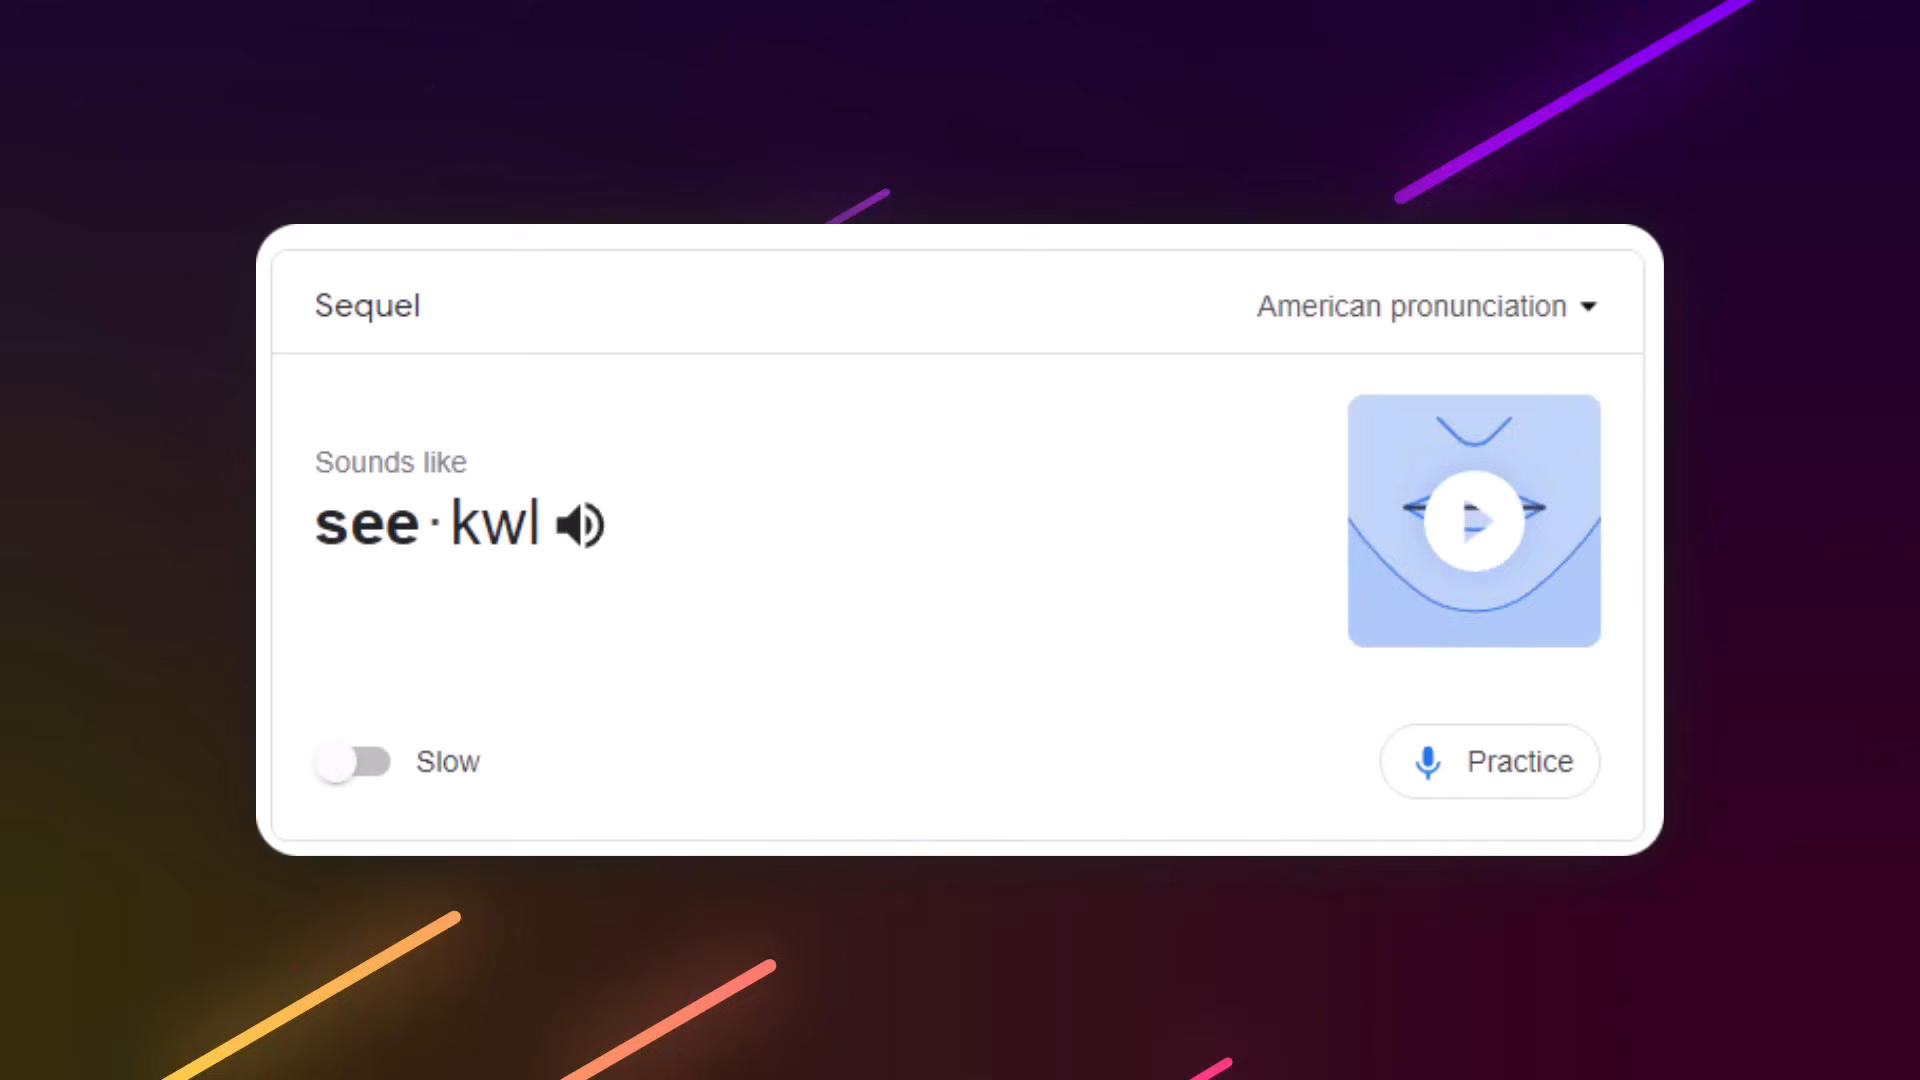 Sequel
American pronunciation
Sounds like
see · kwl
Slow
Practice